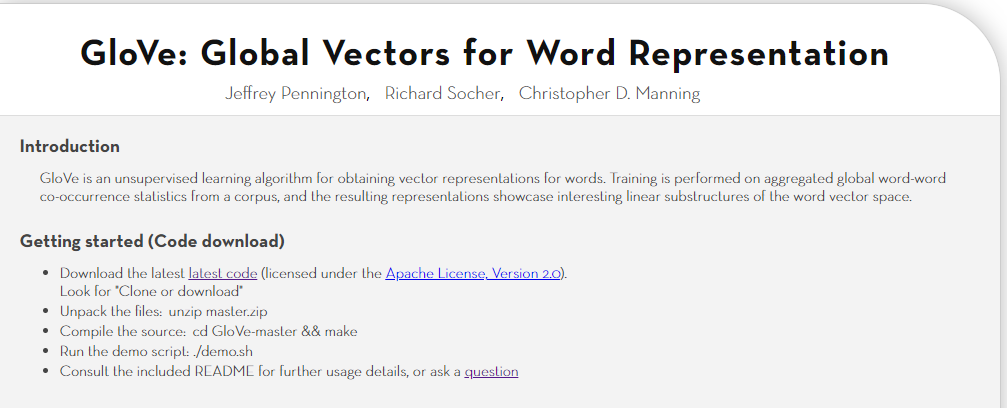 GloVe: Global Vectors for Word Representation
Jeffrey Pennington, Richard Socher, Christopher D. Manning
Introduction
GloVe is an unsupervised learning algorithm for obtaining vector representations for words. Training is performed on aggregated global word-word
co-occurrence statistics from a corpus, and the resulting representations showcase interesting linear substructures of the word vector space.
Getting started (Code download)
• Download the latest latest code (licensed under the Apache License, Version 2.0).
Look for "Clone or download"
• Unpack the files: unzip master.zip
• Compile the source: cd GloVe-master && make
• Run the demo script: ./demo.sh
• Consult the included README for further usage details, or ask a question